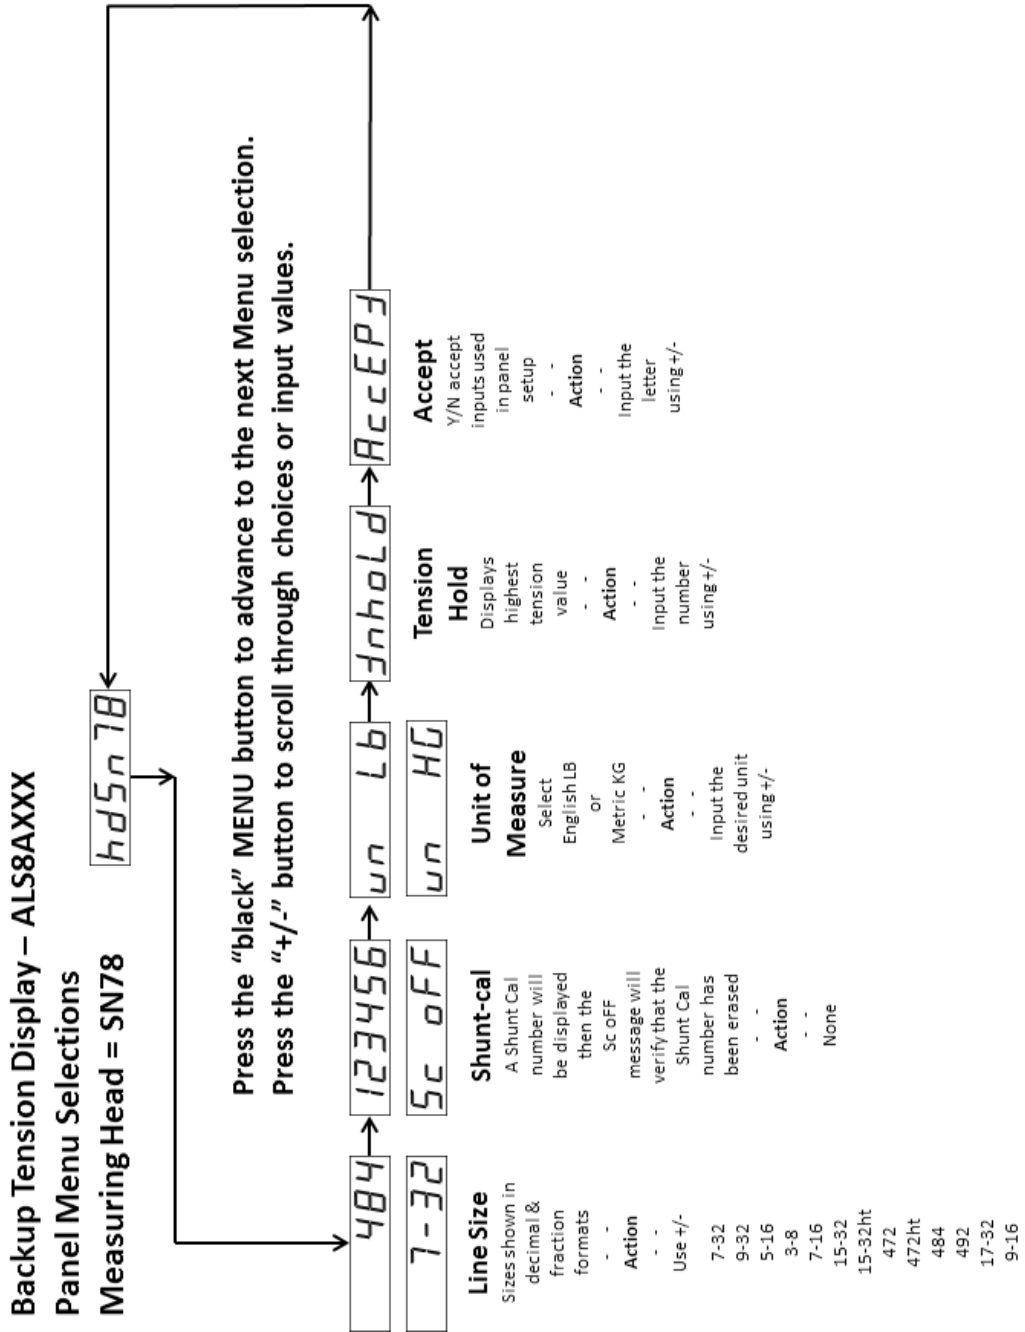 Backup Tension Display – ALS8AXXX
Panel Menu Selections
Measuring Head = SN78
hdSn 78
Press the “black” MENU button to advance to the next Menu selection.
Press the “+/-” button to scroll through choices or input values.
484
7-32
Line Size
Sizes shown in
decimal &
fraction
formats
- -
Action
- -
Use +/-
7-32
9-32
5-16
3-8
7-16
15-32
15-32ht
472
472ht
484
492
17-32
9-16
123456
Sc oFF
Shunt-cal
A Shunt Cal
number will
be displayed
then the
Sc oFF
message will
verify that the
Shunt Cal
number has
been erased
- -
Action
- -
None
un Lb
un HG
Unit of
Measure
Select
English LB
or
Metric KG
- -
Action
- -
Input the
desired unit
using +/-
tnhoLd
Tension
Hold
Displays
highest
tension
value
- -
Action
- -
Input the
number
using +/-
AccEPt
Accept
Y/N accept
inputs used
in panel
setup
- -
Action
- -
Input the
letter
using +/-